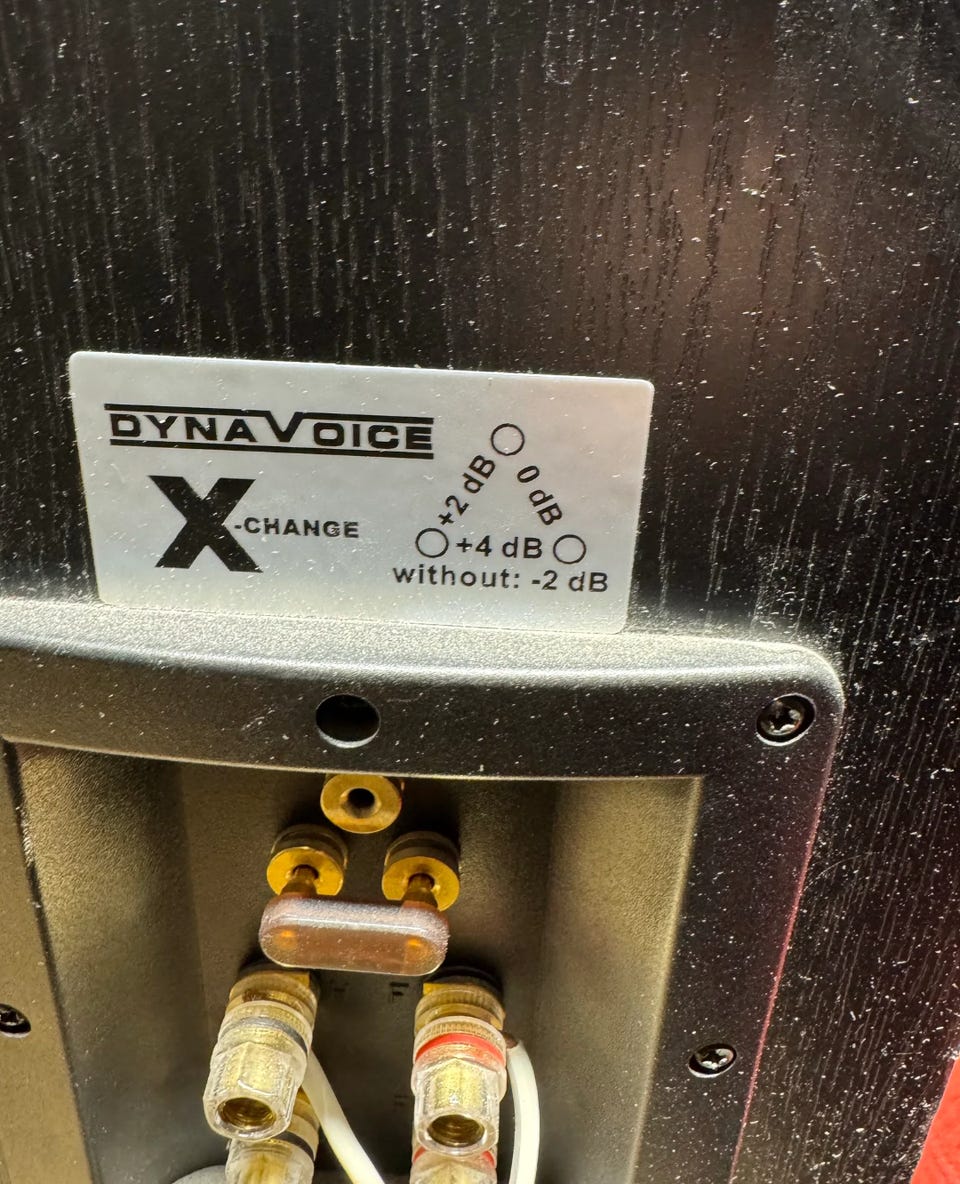 DYNAVOICE
X-CHANGE
+2 dB
0 dB
+4 dB
without: -2 dB